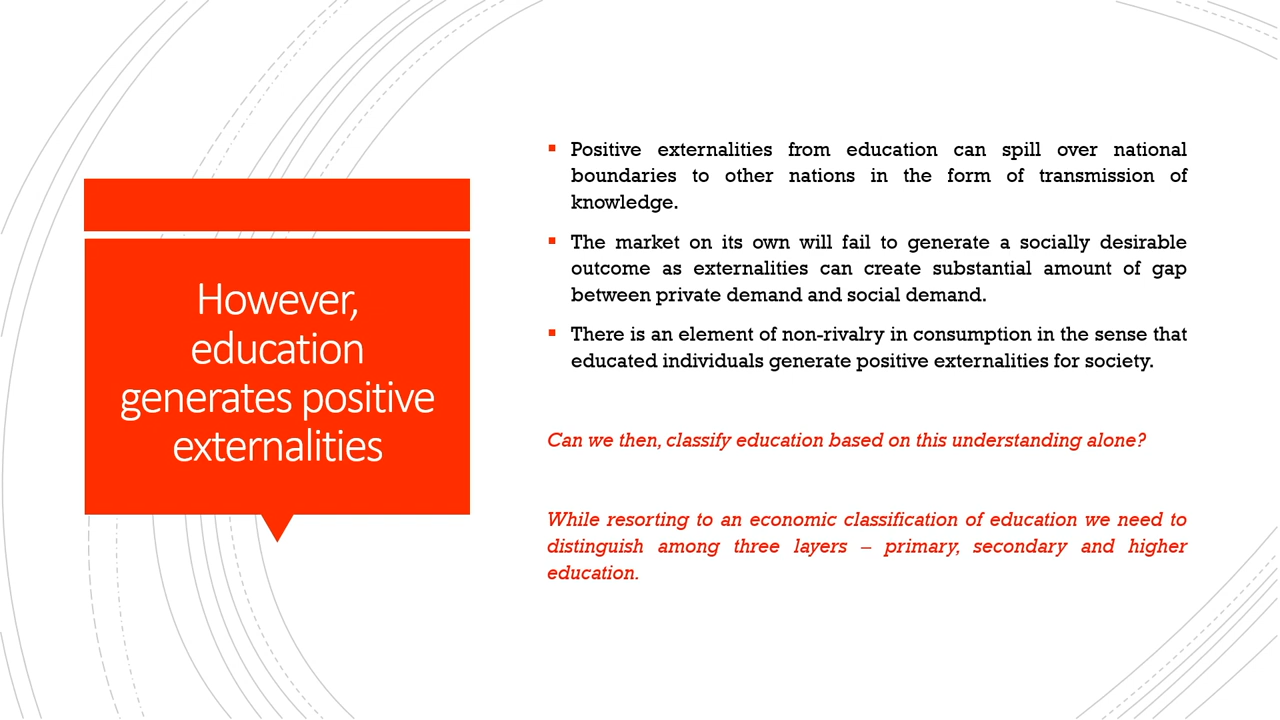 However,
education
generates positive
externalities
Positive externalities from education can spill over national
boundaries to other nations in the form of transmission of
knowledge.
The market on its own will fail to generate a socially desirable
outcome as externalities can create substantial amount of gap
between private demand and social demand.
There is an element of non-rivalry in consumption in the sense that
educated individuals generate positive externalities for society.
Can we then, classify education based on this understanding alone?
While resorting to an economic classification of education we need to
distinguish among three layers – primary, secondary and higher
education.